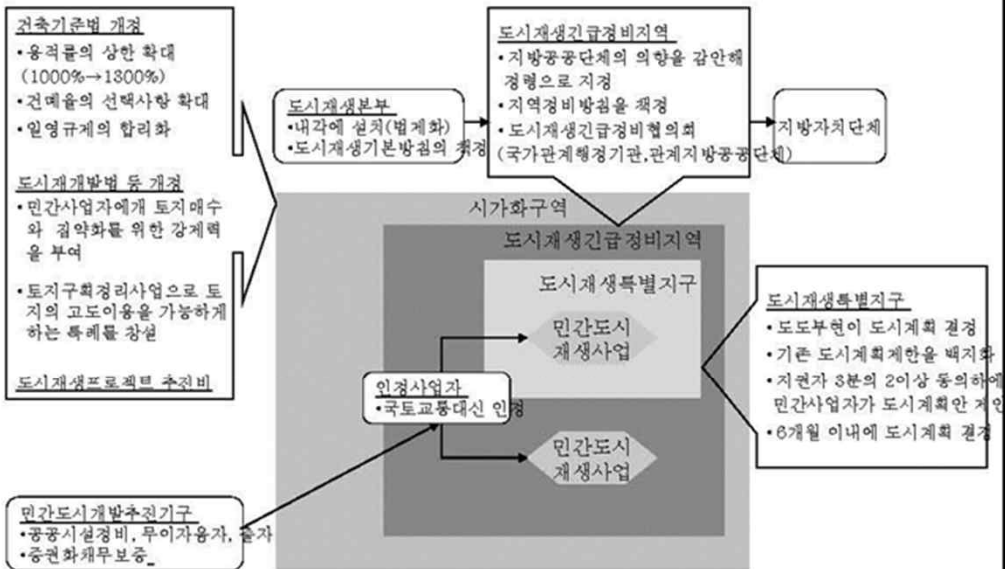 건축기준법 개정
•용적률의 상한 확대
(1000%→1300%)
•건폐율의 선택사항 확대
•일영규제의 합리화
도시재개발법 등 개정
•민간사업자에개 토지매수
와 집약화를 위한 강제력
을 부여
•토지구획정리사업으로 토
지의 고도이용을 가능하게
하는 특례를 창설
도시재생프로젝트 추진비
도시재생본부
•내각에 설치(법제화)
•도시재생기본방침의 책정
도시재생긴급정비지역
•지방공공단체의 의향을 감안해
정령으로 지정
•지역정비방침을 책정
•도시재생긴급정비협의회
(국가관계행정기관,관계지방공공단체)
지방자치단체
시가화구역
도시재생긴급정비지역
도시재생특별지구
민간도시
재생사업
인정사업자
•국토교통대신 인정
민간도시
재생사업
도시재생특별지구
•도도부현이 도시계획 결정
•기존 도시계획제한을 백지화
•지권자 3분의 2이상 동의하에
민간사업자가 도시계획안 제안
•6개월 이내에 도시계획 결정
민간도시개발추진기구
•공공시설정비, 무이자융자, 출자
•증권화채무보증_